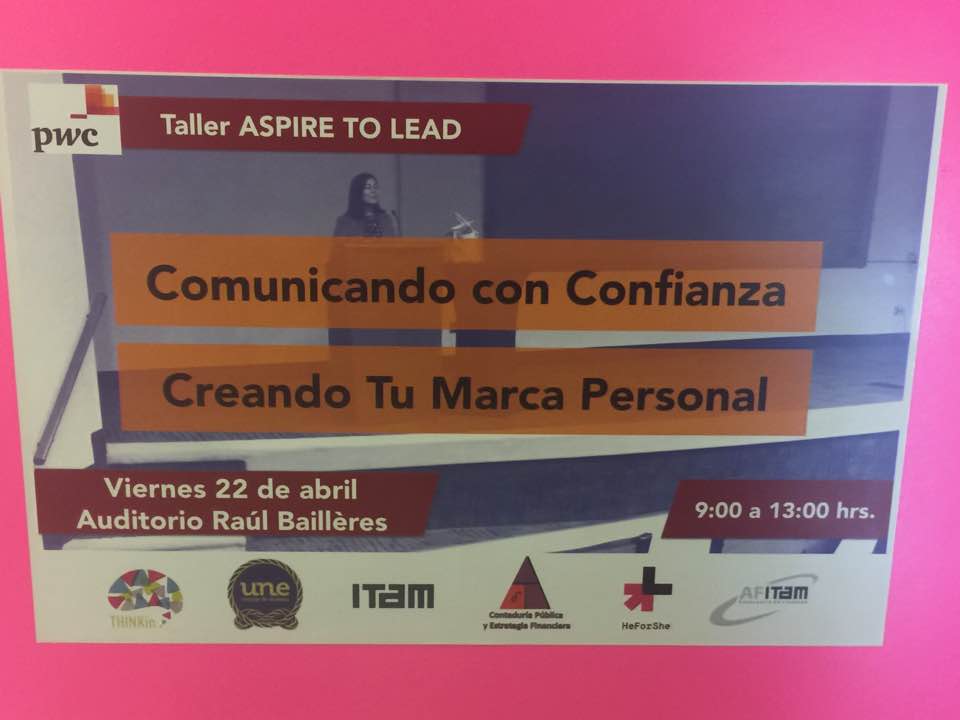 pwc
Taller ASPIRE TO LEAD
Comunicando con Confianza
Creando Tu Marca Personal
Viernes 22 de abril
Auditorio Raúl Baillères
9:00 a 13:00 hrs.
THINKin
une
ITAM
Contaduría Pública
y Estrategia Financiera
HeForShe
AFITAM